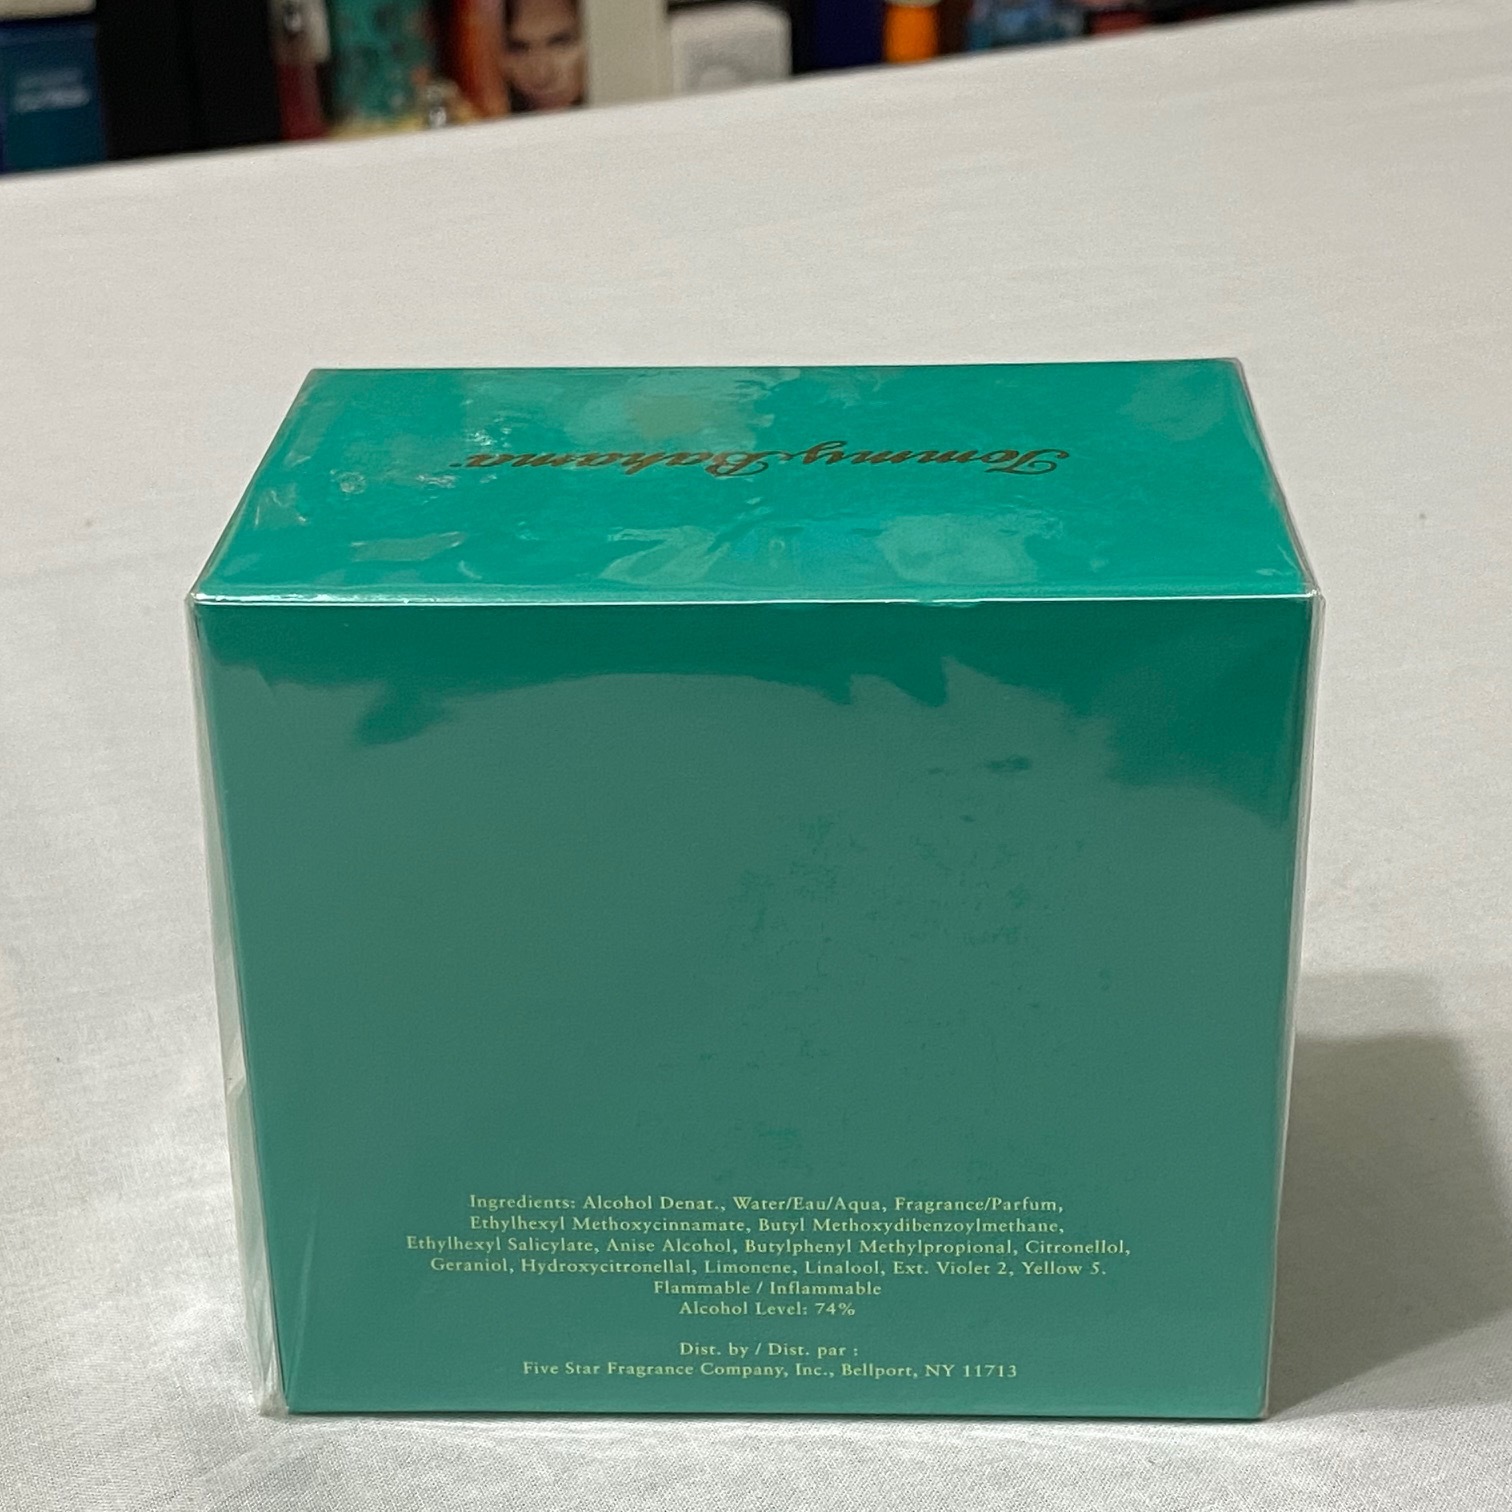 Tommy Bahama
Ingredients: Alcohol Denat., Water/Eau/Aqua, Fragrance/Parfum,
Ethylhexyl Methoxycinnamate, Butyl Methoxydibenzoylmethane,
Ethylhexyl Salicylate, Anise Alcohol, Butylphenyl Methylpropional, Citronellol,
Geraniol, Hydroxycitronellal, Limonene, Linalool, Ext. Violet 2, Yellow 5.
Flammable / Inflammable
Alcohol Level: 74%
Dist. by / Dist. par :
Five Star Fragrance Company, Inc., Bellport, NY 11713